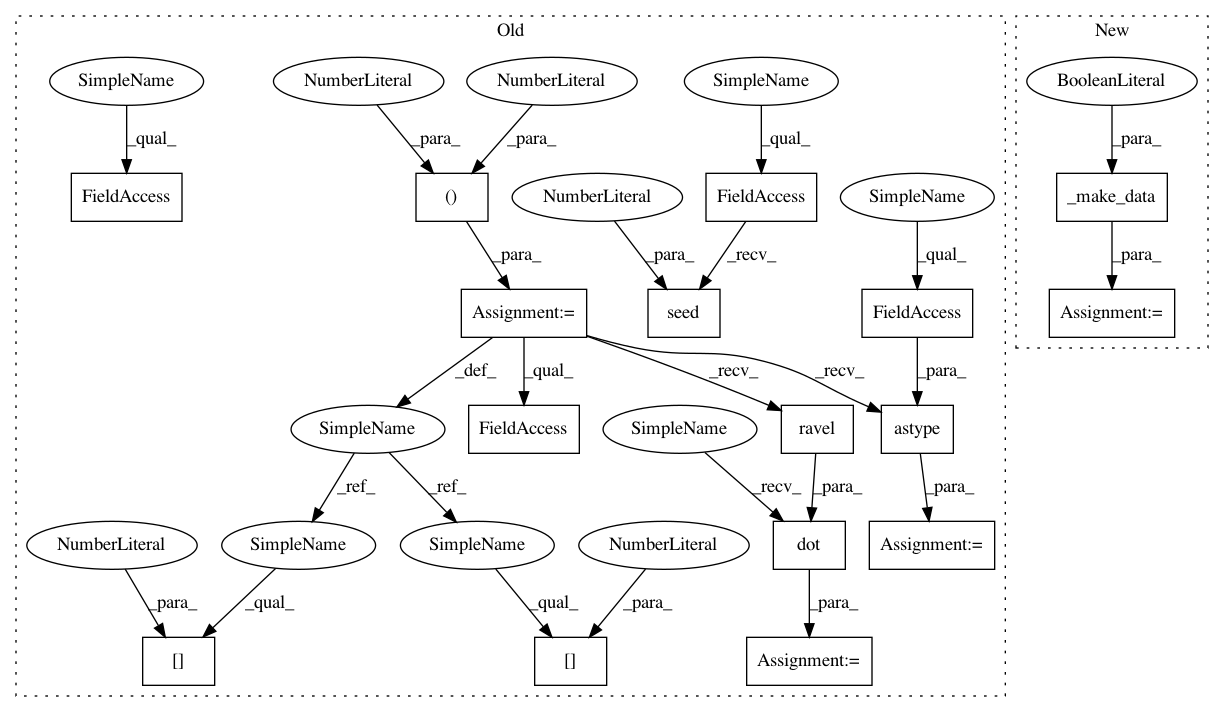 Old
New
SimpleName
NumberLiteral
NumberLiteral
SimpleName
BooleanLiteral
_qual_
_para_
_para_
_qual_
_para_
FieldAccess
()
NumberLiteral
FieldAccess
SimpleName
_make_data
_para_
_para_
_recv_
_qual_
_para_
Assignment:=
seed
FieldAccess
Assignment:=
_def_
_qual_
_recv_
_recv_
_para_
SimpleName
FieldAccess
SimpleName
ravel
astype
_ref_
_ref_
_recv_
_para_
_para_
NumberLiteral
SimpleName
SimpleName
NumberLiteral
dot
Assignment:=
_para_
_qual_
_qual_
_para_
_para_
[]
[]
Assignment:=